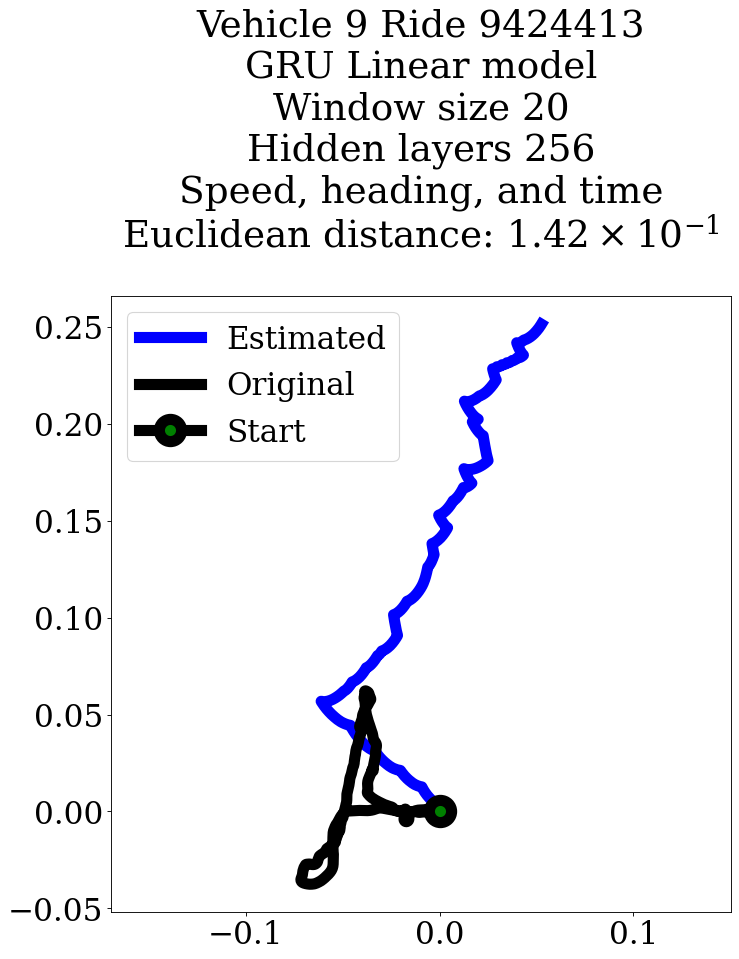 Vehicle 9 Ride 9424413
GRU Linear model
Window size 20
Hidden layers 256
Speed, heading, and time
Euclidean distance: 1.42 × 10⁻¹
Estimated
Original
Start
0.25
0.20
0.15
0.10
0.05
0.00
−0.05
−0.1
0.0
0.1